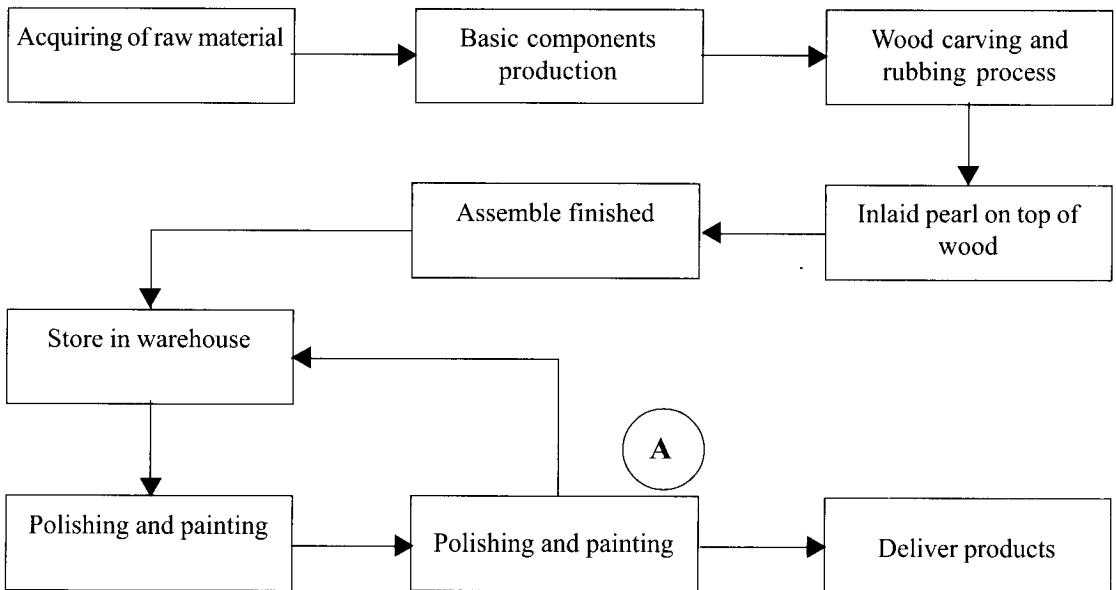 Acquiring of raw material
Basic components
production
Wood carving and
rubbing process
Inlaid pearl on top of
wood
Assemble finished
Store in warehouse
A
Polishing and painting
Polishing and painting
Deliver products